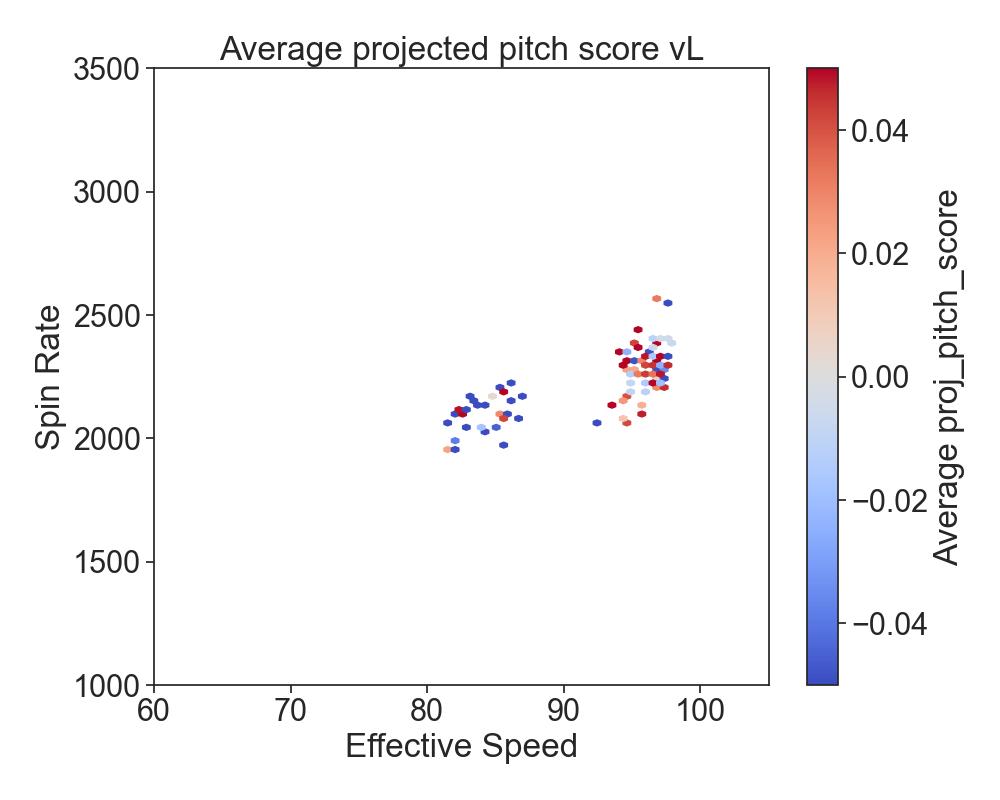 Average projected pitch score vL
3500
3000
2500
2000
1500
1000
Spin Rate
60 70 80 90 100
Effective Speed
0.04
0.02
0.00
−0.02
−0.04
Average proj_pitch_score